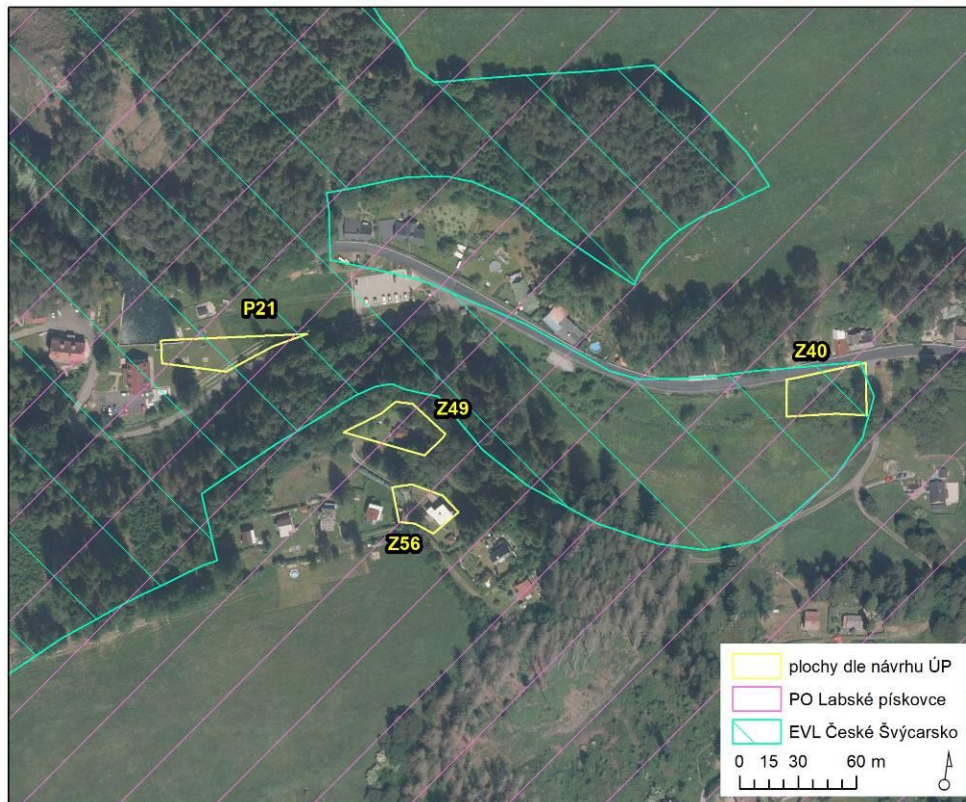 P21
Z40
Z49
Z56
plochy dle návrhu ÚP
PO Labské pískovce
EVL České Švýcarsko
0 15 30 60 m